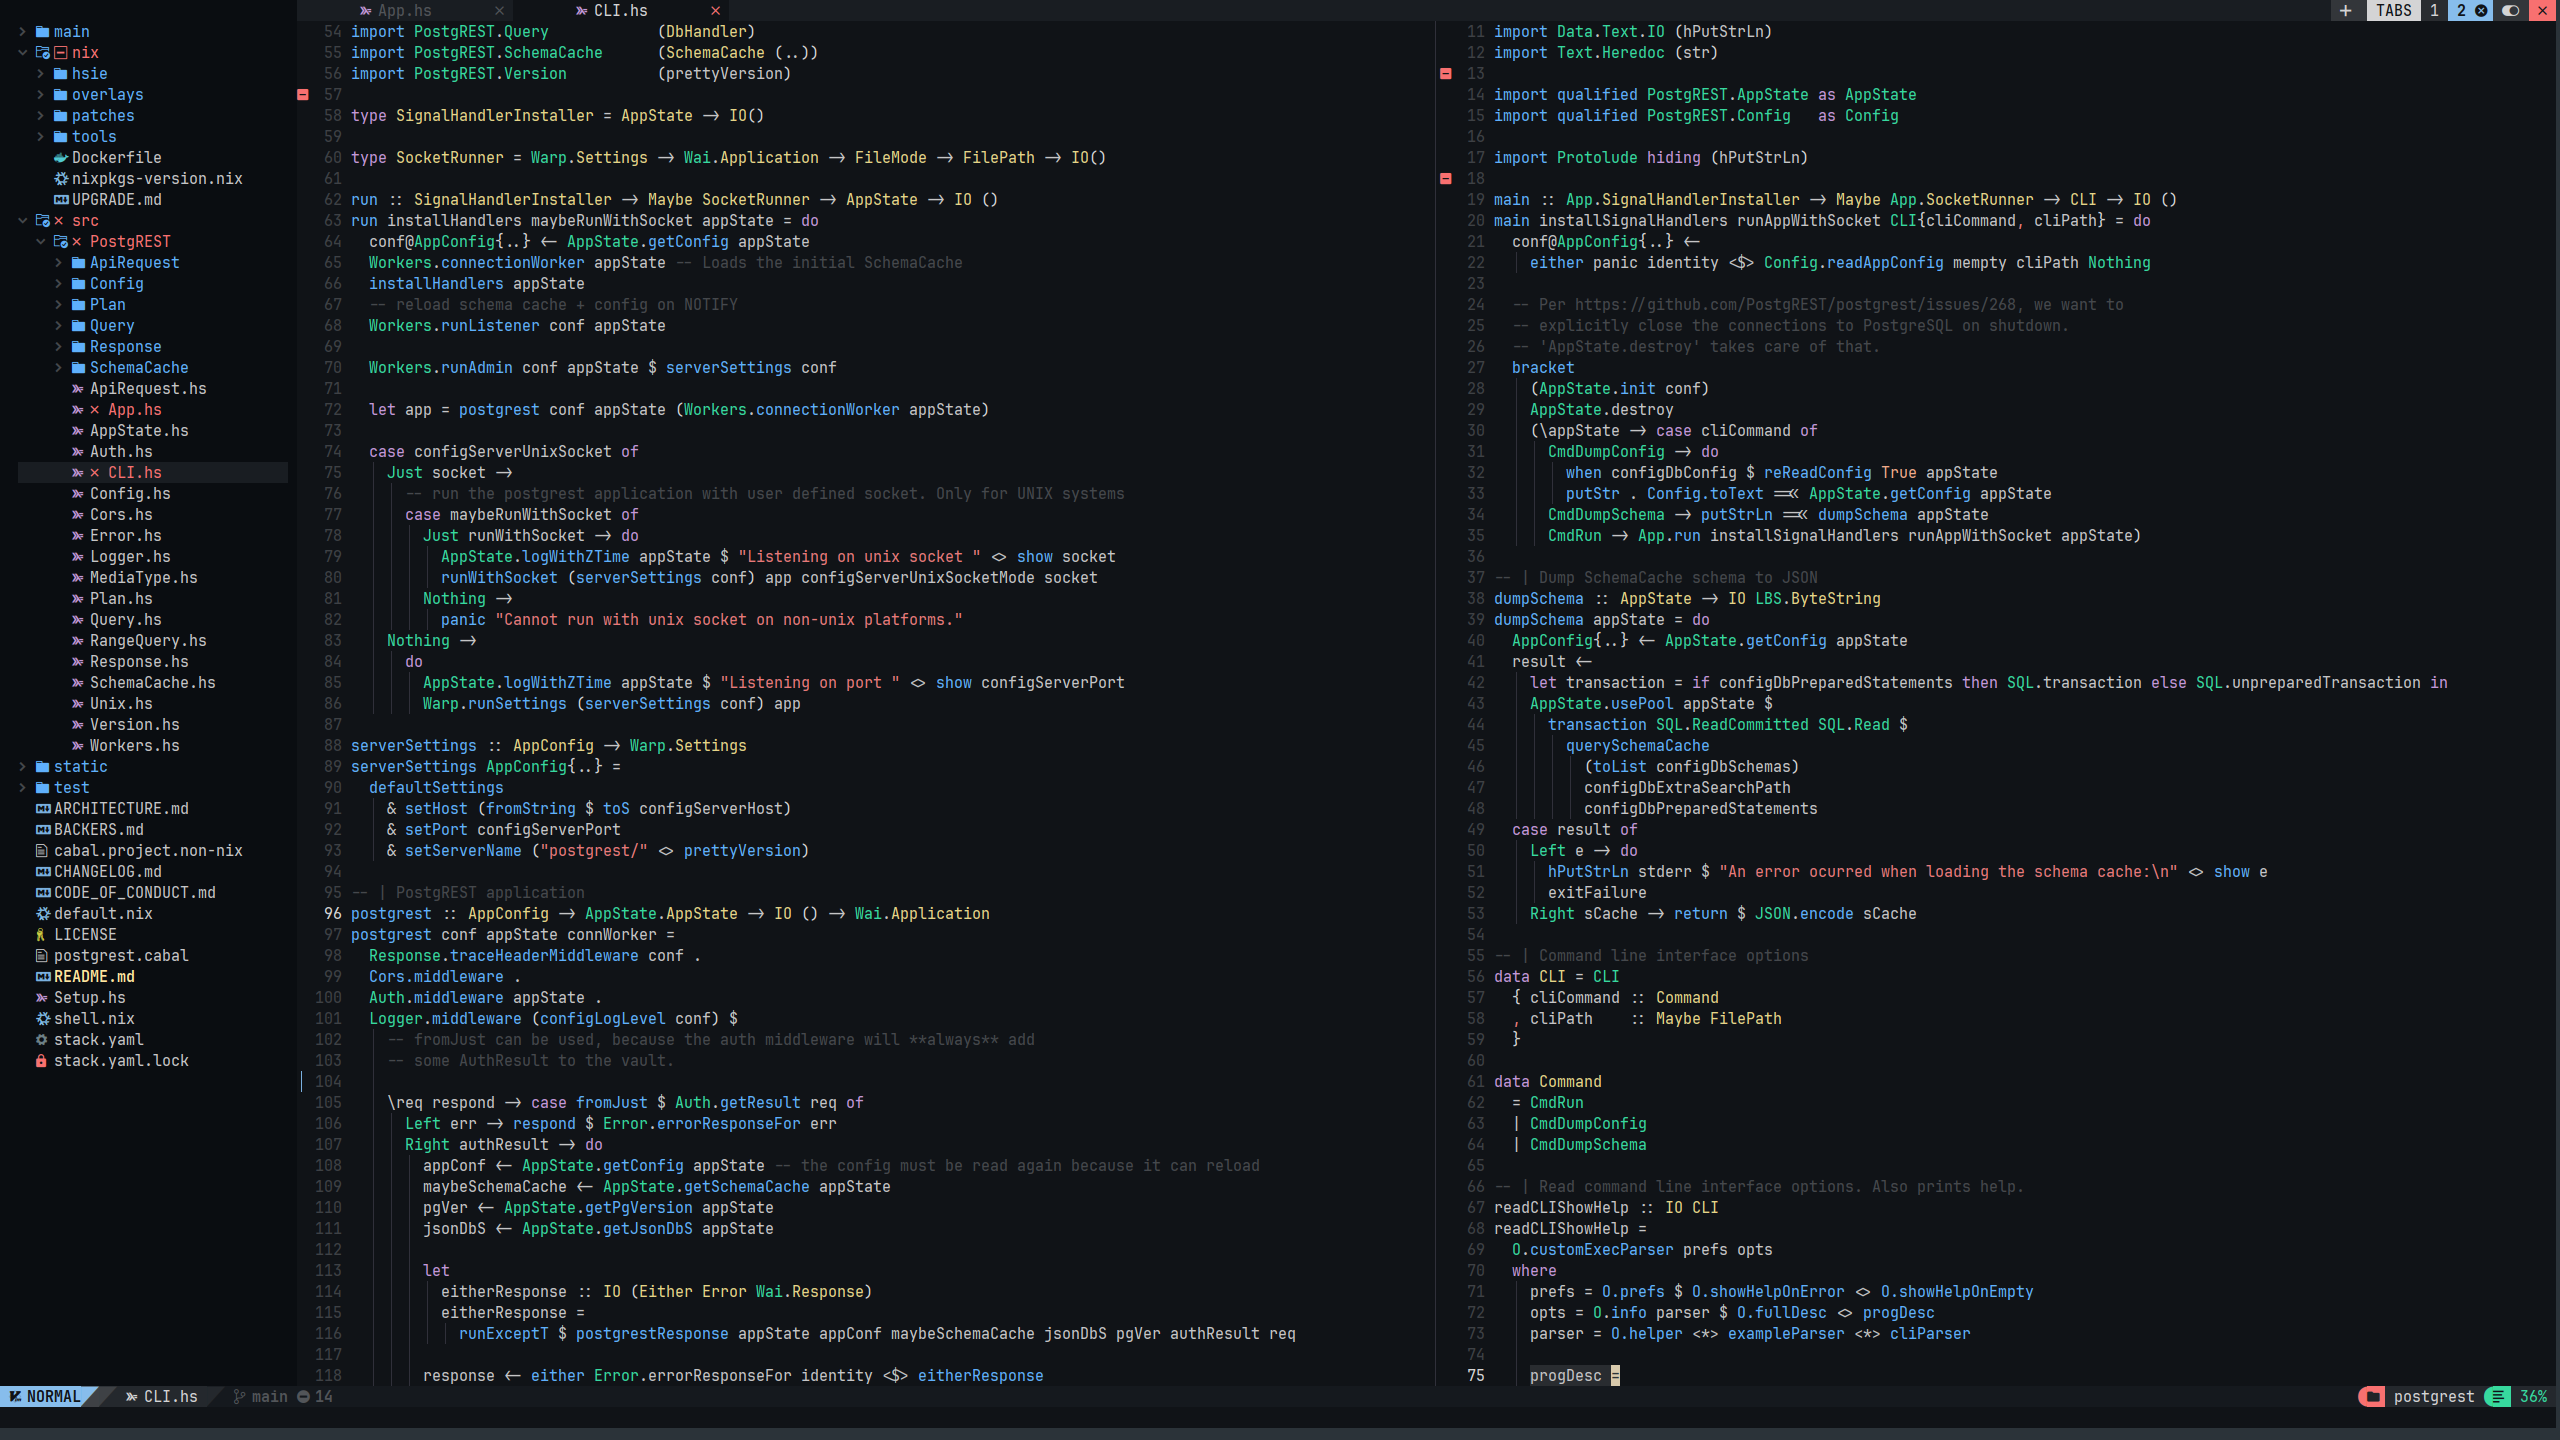 App.hs
CLI.hs
TABS 1 2
main
nix
hsie
overlays
patches
tools
Dockerfile
nixpkgs-version.nix
UPGRADE.md
src
PostgREST
ApiRequest
Config
Plan
Query
Response
SchemaCache
ApiRequest.hs
App.hs
AppState.hs
Auth.hs
CLI.hs
Config.hs
Cors.hs
Error.hs
Logger.hs
MediaType.hs
Plan.hs
Query.hs
RangeQuery.hs
Response.hs
SchemaCache.hs
Unix.hs
Version.hs
Workers.hs
static
test
ARCHITECTURE.md
BACKERS.md
cabal.project.non-nix
CHANGELOG.md
CODE_OF_CONDUCT.md
default.nix
LICENSE
postgrest.cabal
README.md
Setup.hs
shell.nix
stack.yaml
stack.yaml.lock
54 import PostgREST.Query            (DbHandler)
55 import PostgREST.SchemaCache      (SchemaCache (..))
56 import PostgREST.Version          (prettyVersion)
57
58 type SignalHandlerInstaller = AppState -> IO()
59
60 type SocketRunner = Warp.Settings -> Wai.Application -> FileMode -> FilePath -> IO()
61
62 run :: SignalHandlerInstaller -> Maybe SocketRunner -> AppState -> IO ()
63 run installHandlers maybeRunWithSocket appState = do
64   conf@AppConfig{..} <- AppState.getConfig appState
65   Workers.connectionWorker appState -- Loads the initial SchemaCache
66   installHandlers appState
67   -- reload schema cache + config on NOTIFY
68   Workers.runListener conf appState
69
70   Workers.runAdmin conf appState $ serverSettings conf
71
72   let app = postgrest conf appState (Workers.connectionWorker appState)
73
74   case configServerUnixSocket of
75     Just socket ->
76       -- run the postgrest application with user defined socket. Only for UNIX systems
77       case maybeRunWithSocket of
78         Just runWithSocket -> do
79           AppState.logWithZTime appState $ "Listening on unix socket " <> show socket
80           runWithSocket (serverSettings conf) app configServerUnixSocketMode socket
81         Nothing ->
82           panic "Cannot run with unix socket on non-unix platforms."
83     Nothing ->
84       do
85         AppState.logWithZTime appState $ "Listening on port " <> show configServerPort
86         Warp.runSettings (serverSettings conf) app
87
88 serverSettings :: AppConfig -> Warp.Settings
89 serverSettings AppConfig{..} =
90   defaultSettings
91     & setHost (fromString $ toS configServerHost)
92     & setPort configServerPort
93     & setServerName ("postgrest/" <> prettyVersion)
94
95 -- | PostgREST application
96 postgrest :: AppConfig -> AppState.AppState -> IO () -> Wai.Application
97 postgrest conf appState connWorker =
98   Response.traceHeaderMiddleware conf .
99   Cors.middleware .
100   Auth.middleware appState .
101   Logger.middleware (configLogLevel conf) $
102     -- fromJust can be used, because the auth middleware will **always** add
103     -- some AuthResult to the vault.
104
105     \req respond -> case fromJust $ Auth.getResult req of
106       Left err -> respond $ Error.errorResponseFor err
107       Right authResult -> do
108         appConf <- AppState.getConfig appState -- the config must be read again because it can reload
109         maybeSchemaCache <- AppState.getSchemaCache appState
110         pgVer <- AppState.getPgVersion appState
111         jsonDbS <- AppState.getJsonDbS appState
112
113         let
114           eitherResponse :: IO (Either Error Wai.Response)
115           eitherResponse =
116             runExceptT $ postgrestResponse appState appConf maybeSchemaCache jsonDbS pgVer authResult req
117
118         response <- either Error.errorResponseFor identity <$> eitherResponse
11 import Data.Text.IO (hPutStrLn)
12 import Text.Heredoc (str)
13
14 import qualified PostgREST.AppState as AppState
15 import qualified PostgREST.Config   as Config
16
17 import Protolude hiding (hPutStrLn)
18
19 main :: App.SignalHandlerInstaller -> Maybe App.SocketRunner -> CLI -> IO ()
20 main installSignalHandlers runAppWithSocket CLI{cliCommand, cliPath} = do
21   conf@AppConfig{..} <-
22     either panic identity <$> Config.readAppConfig mempty cliPath Nothing
23
24   -- Per https://github.com/PostgREST/postgrest/issues/268, we want to
25   -- explicitly close the connections to PostgreSQL on shutdown.
26   -- 'AppState.destroy' takes care of that.
27   bracket
28     (AppState.init conf)
29     AppState.destroy
30     (\appState -> case cliCommand of
31       CmdDumpConfig -> do
32         when configDbConfig $ reReadConfig True appState
33         putStr . Config.toText =<< AppState.getConfig appState
34       CmdDumpSchema -> putStrLn =<< dumpSchema appState
35       CmdRun -> App.run installSignalHandlers runAppWithSocket appState)
36
37 -- | Dump SchemaCache schema to JSON
38 dumpSchema :: AppState -> IO LBS.ByteString
39 dumpSchema appState = do
40   AppConfig{..} <- AppState.getConfig appState
41   result <-
42     let transaction = if configDbPreparedStatements then SQL.transaction else SQL.unpreparedTransaction in
43     AppState.usePool appState $
44       transaction SQL.ReadCommitted SQL.Read $
45         querySchemaCache
46           (toList configDbSchemas)
47           configDbExtraSearchPath
48           configDbPreparedStatements
49   case result of
50     Left e -> do
51       hPutStrLn stderr $ "An error ocurred when loading the schema cache:\n" <> show e
52       exitFailure
53     Right sCache -> return $ JSON.encode sCache
54
55 -- | Command line interface options
56 data CLI = CLI
57   { cliCommand :: Command
58   , cliPath    :: Maybe FilePath
59   }
60
61 data Command
62   = CmdRun
63   | CmdDumpConfig
64   | CmdDumpSchema
65
66 -- | Read command line interface options. Also prints help.
67 readCLIShowHelp :: IO CLI
68 readCLIShowHelp =
69   O.customExecParser prefs opts
70   where
71     prefs = O.prefs $ O.showHelpOnError <> O.showHelpOnEmpty
72     opts = O.info parser $ O.fullDesc <> progDesc
73     parser = O.helper <*> exampleParser <*> cliParser
74
75     progDesc =
NORMAL CLI.hs main 14 postgrest 36%